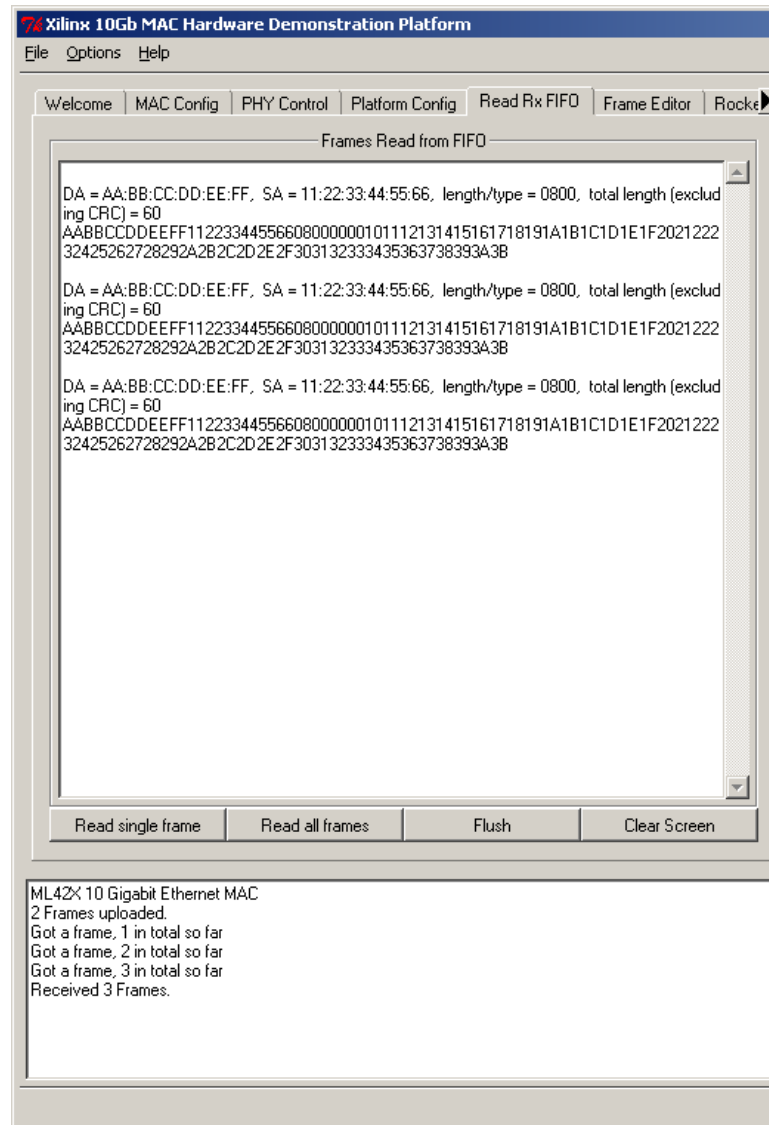 Xilinx 10Gb MAC Hardware Demonstration Platform
File Options Help
Welcome MAC Config PHY Control Platform Config Read Rx FIFO Frame Editor Rocke
Frames Read from FIFO
DA = AA:BB:CC:DD:EE:FF, SA = 11:22:33:44:55:66, length/type = 0800, total length (exclud
ing CRC) = 60
AABBCCDDEEFF11223344556608000000101112131415161718191A1B1C1D1E1F2021222
32425262728292A2B2C2D2E2F303132333435363738393A3B
DA = AA:BB:CC:DD:EE:FF, SA = 11:22:33:44:55:66, length/type = 0800, total length (exclud
ing CRC) = 60
AABBCCDDEEFF11223344556608000000101112131415161718191A1B1C1D1E1F2021222
32425262728292A2B2C2D2E2F303132333435363738393A3B
DA = AA:BB:CC:DD:EE:FF, SA = 11:22:33:44:55:66, length/type = 0800, total length (exclud
ing CRC) = 60
AABBCCDDEEFF11223344556608000000101112131415161718191A1B1C1D1E1F2021222
32425262728292A2B2C2D2E2F303132333435363738393A3B
Read single frame Read all frames Flush Clear Screen
ML42X 10 Gigabit Ethernet MAC
2 Frames uploaded.
Got a frame, 1 in total so far
Got a frame, 2 in total so far
Got a frame, 3 in total so far
Received 3 Frames.